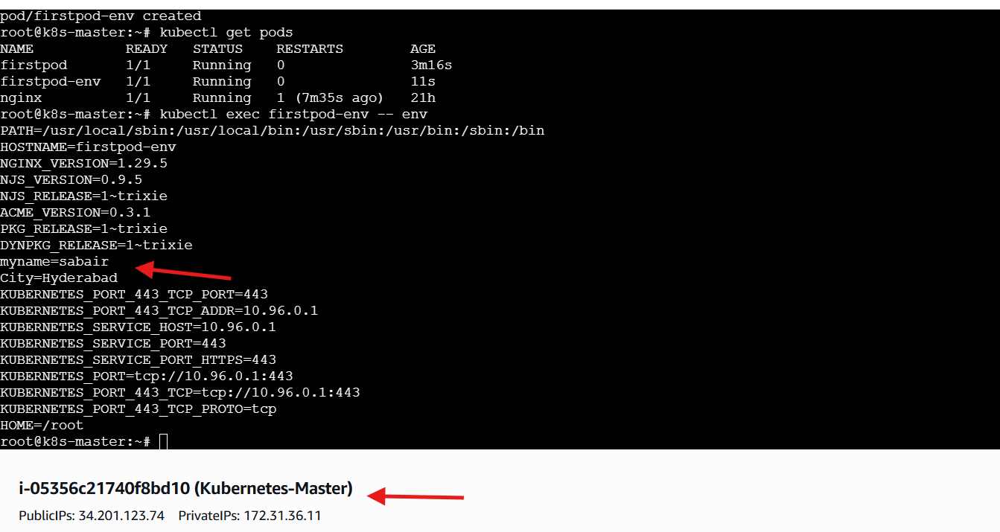 pod/firstpod-env created
root@k8s-master:~# kubectl get pods
NAME READY STATUS RESTARTS AGE
firstpod 1/1 Running 0 3m16s
firstpod-env 1/1 Running 0 11s
nginx 1/1 Running 1 (7m35s ago) 21h
root@k8s-master:~# kubectl exec firstpod-env -- env
PATH=/usr/local/sbin:/usr/local/bin:/usr/sbin:/usr/bin:/sbin:/bin
HOSTNAME=firstpod-env
NGINX_VERSION=1.29.5
NJS_VERSION=0.9.5
NJS_RELEASE=1~trixie
ACME_VERSION=0.3.1
PKG_RELEASE=1~trixie
DYNPKG_RELEASE=1~trixie
myname=sabair
City=Hyderabad
KUBERNETES_PORT_443_TCP_PORT=443
KUBERNETES_PORT_443_TCP_ADDR=10.96.0.1
KUBERNETES_SERVICE_HOST=10.96.0.1
KUBERNETES_SERVICE_PORT=443
KUBERNETES_SERVICE_PORT_HTTPS=443
KUBERNETES_PORT=tcp://10.96.0.1:443
KUBERNETES_PORT_443_TCP=tcp://10.96.0.1:443
KUBERNETES_PORT_443_TCP_PROTO=tcp
HOME=/root
root@k8s-master:~#
i-05356c21740f8bd10 (Kubernetes-Master)
PublicIPs: 34.201.123.74 PrivateIPs: 172.31.36.11